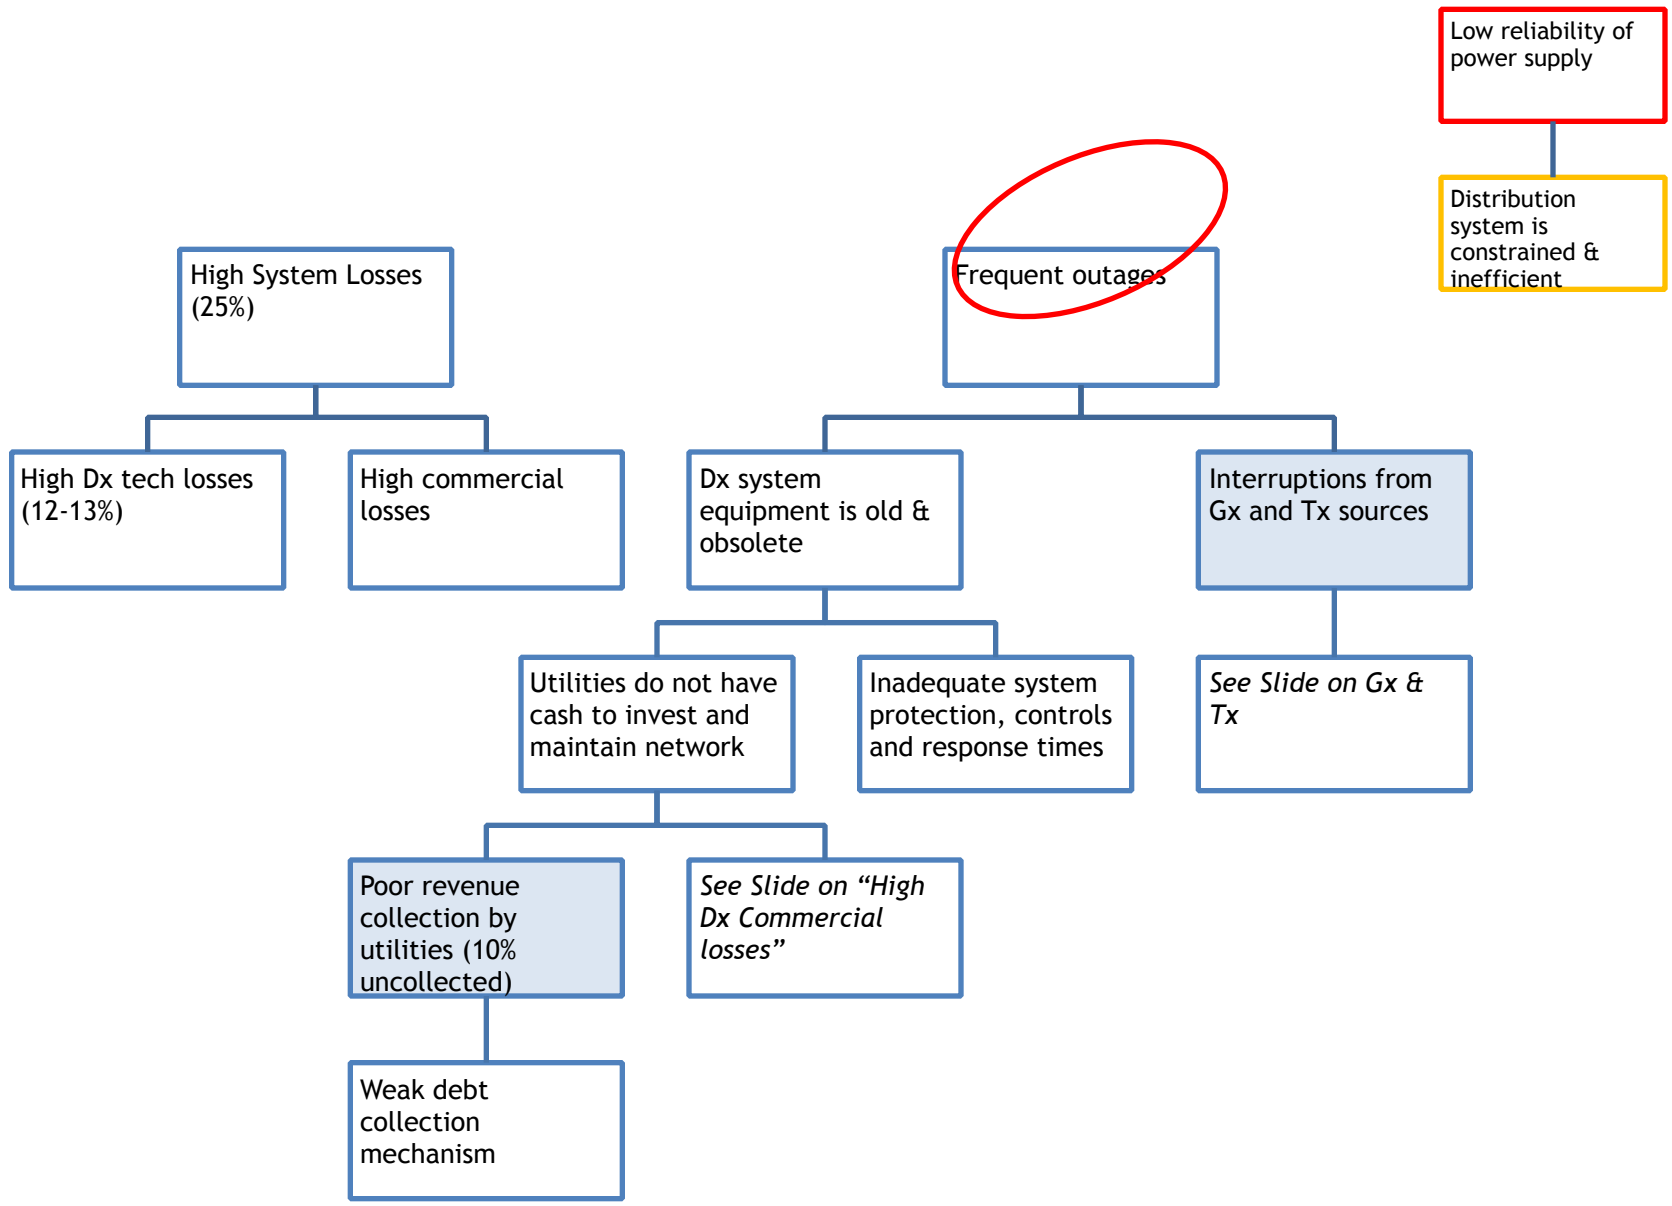 Low reliability of
power supply
Distribution
system is
constrained &
inefficient
High System Losses
(25%)
Frequent outages
High Dx tech losses
(12-13%)
High commercial
losses
Dx system
equipment is old &
obsolete
Interruptions from
Gx and Tx sources
Utilities do not have
cash to invest and
maintain network
Inadequate system
protection, controls
and response times
See Slide on Gx &
Tx
Poor revenue
collection by
utilities (10%
uncollected)
See Slide on “High
Dx Commercial
losses”
Weak debt
collection
mechanism